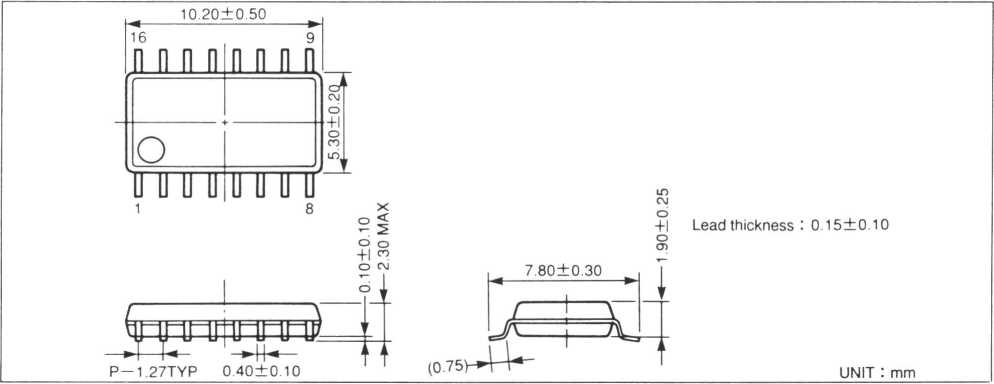 10.20±0.50
16
9
5.30±0.20
1
8
0.10±0.10
2.30 MAX
P－1.27TYP
0.40±0.10
7.80±0.30
(0.75)
1.90±0.25
Lead thickness : 0.15±0.10
UNIT : mm